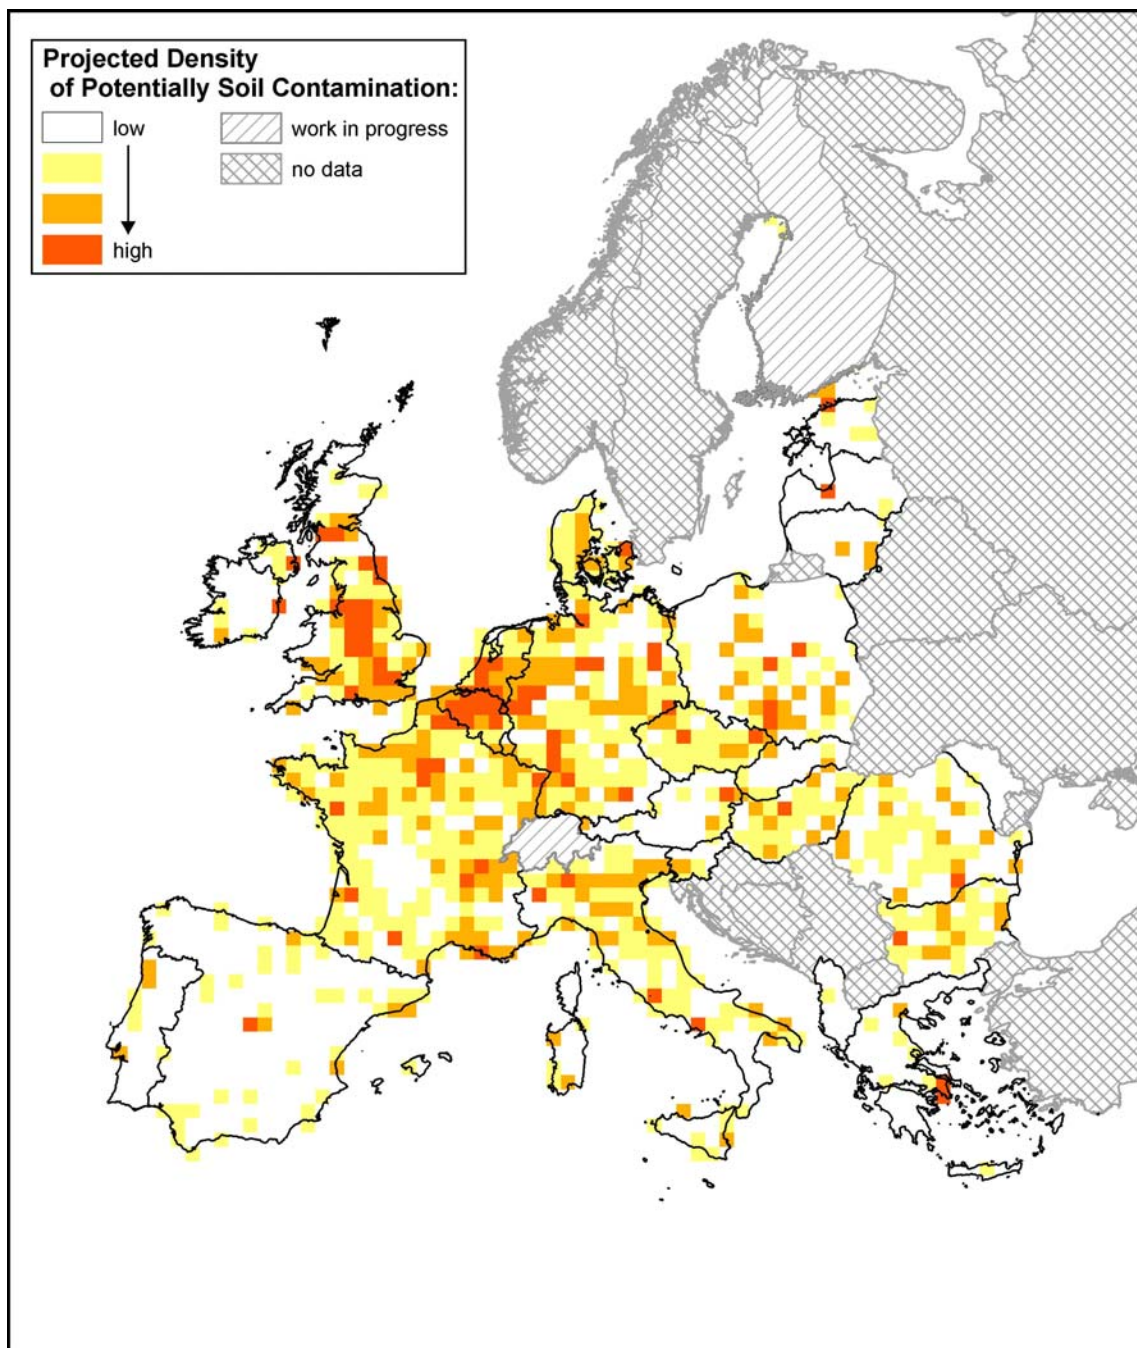 Projected Density
of Potentially Soil Contamination:
low
work in progress
no data
high